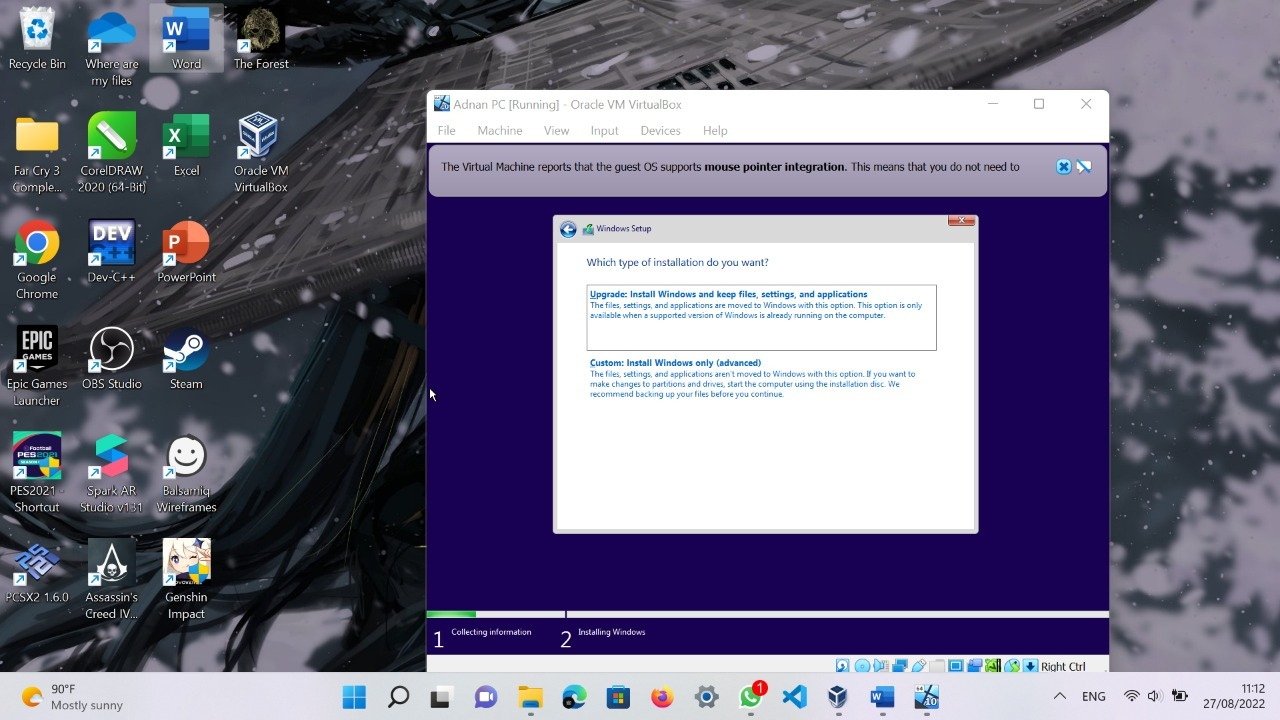 Recycle Bin
Where are
my files
Word
The Forest
Far Cry 3
Comple...
CorelDRAW
2020 (64-Bit)
Excel
Oracle VM
VirtualBox
Google
Chrome
DEV
C++
Dev-C++
PowerPoint
EPIC
GAMES
Epic Games
Launcher
OBS Studio
Steam
eFootball
PES2021
PES2021 -
Shortcut
Spark AR
Studio v131
Balsamiq
Wireframes
PCSX2 1.6.0
Assassin's
Creed IV...
Genshin
Impact
Adnan PC [Running] - Oracle VM VirtualBox
File Machine View Input Devices Help
The Virtual Machine reports that the guest OS supports mouse pointer integration. This means that you do not need to
Windows Setup
Which type of installation do you want?
Upgrade: Install Windows and keep files, settings, and applications
The files, settings, and applications are moved to Windows with this option. This option is only
available when a supported version of Windows is already running on the computer.
Custom: Install Windows only (advanced)
The files, settings, and applications aren't moved to Windows with this option. If you want to
make changes to partitions and drives, start the computer using the installation disc. We
recommend backing up your files before you continue.
1 Collecting information
2 Installing Windows
Right Ctrl
90°F
Mostly sunny
1
ENG
11:12
27/08/2022